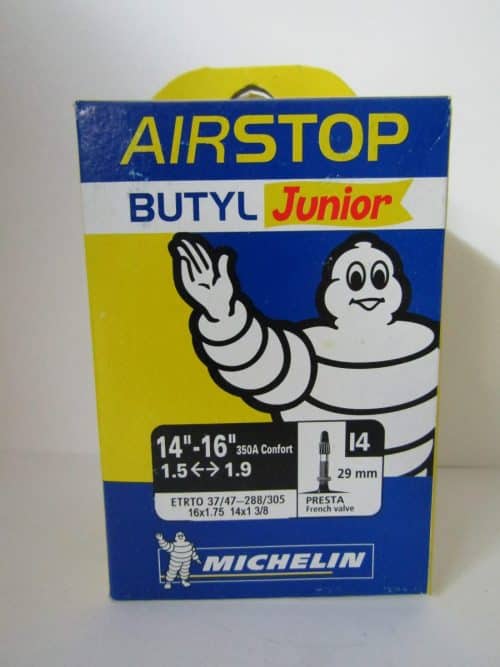 AIRSTOP
BUTYL Junior
14"-16" 350A Confort
1.5<->1.9
I4
29 mm
ETRTO 37/47–288/305
16x1.75 14x1 3/8
PRESTA
French valve
MICHELIN